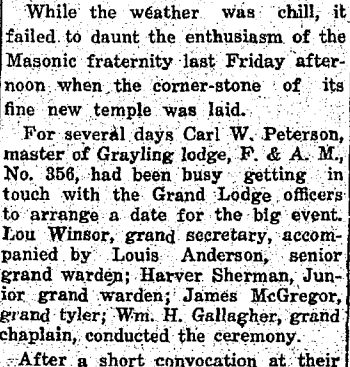 While the weather was chill, it
failed to daunt the enthusiasm of the
Masonic fraternity last Friday after-
noon when the corner-stone of its
fine new temple was laid.
For several days Carl W. Peterson,
master of Grayling lodge, F. & A. M.,
No. 356, had been busy getting in
touch with the Grand Lodge officers
to arrange a date for the big event.
Lou Winsor, grand secretary, accom-
panied by Louis Anderson, senior
grand warden; Harver Sherman, Jun-
ior grand warden; James McGregor,
grand tyler; Wm. H. Gallagher, grand
chaplain, conducted the ceremony.
After a short convocation at their